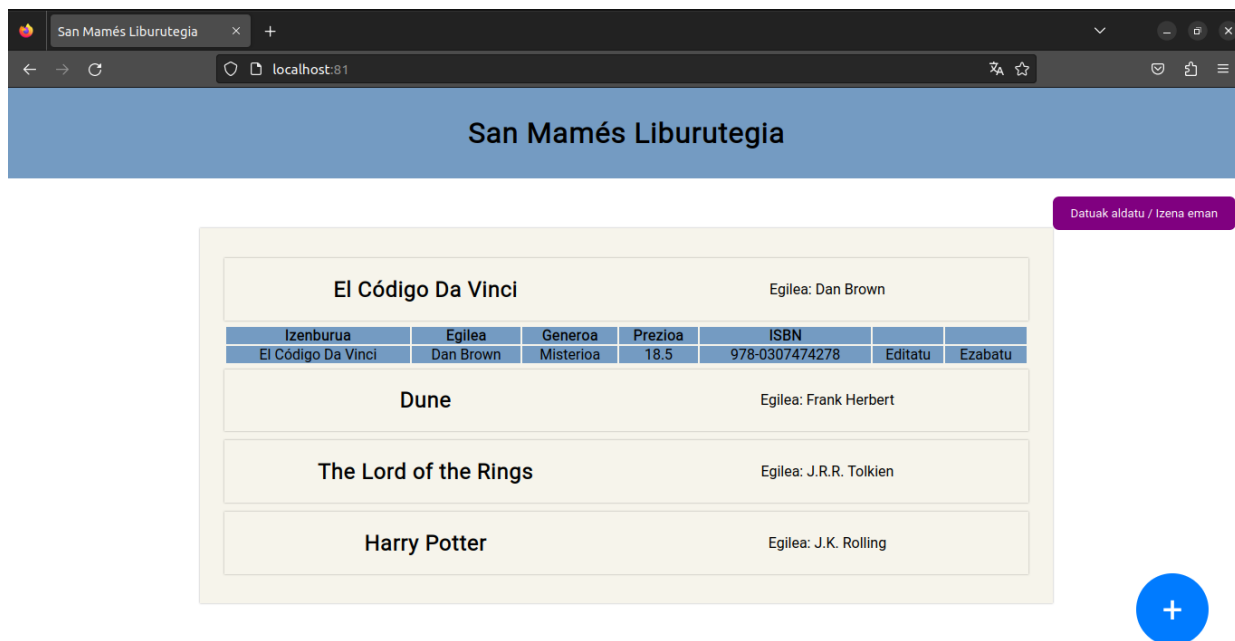 San Mamés Liburutegia
localhost:81
San Mamés Liburutegia
Datuak aldatu / Izena eman
El Código Da Vinci Egilea: Dan Brown
Izenburua Egilea Generoa Prezioa ISBN
El Código Da Vinci Dan Brown Misterioa 18.5 978-0307474278 Editatu Ezabatu
Dune Egilea: Frank Herbert
The Lord of the Rings Egilea: J.R.R. Tolkien
Harry Potter Egilea: J.K. Rolling
+